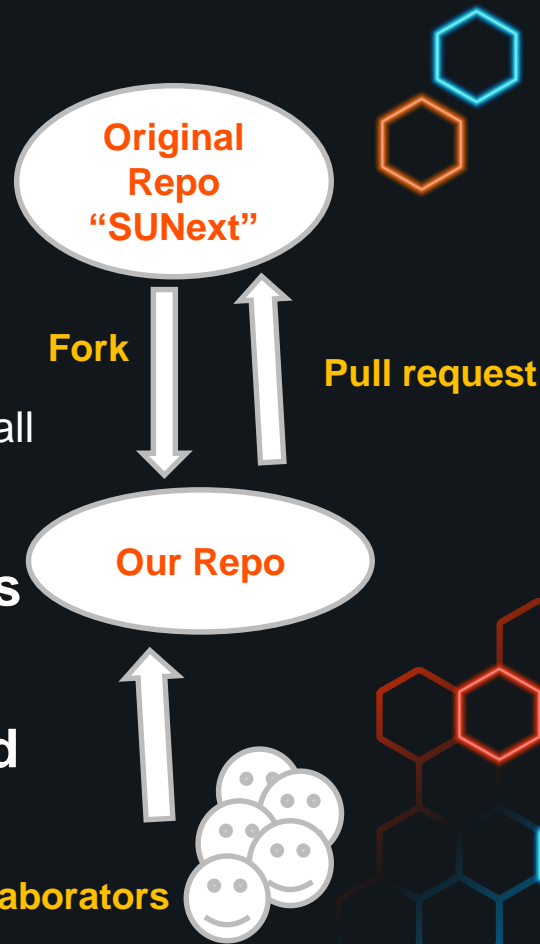 Original
Repo
“SUNext”
Fork
Pull request
all
Our Repo
s
d
aborators